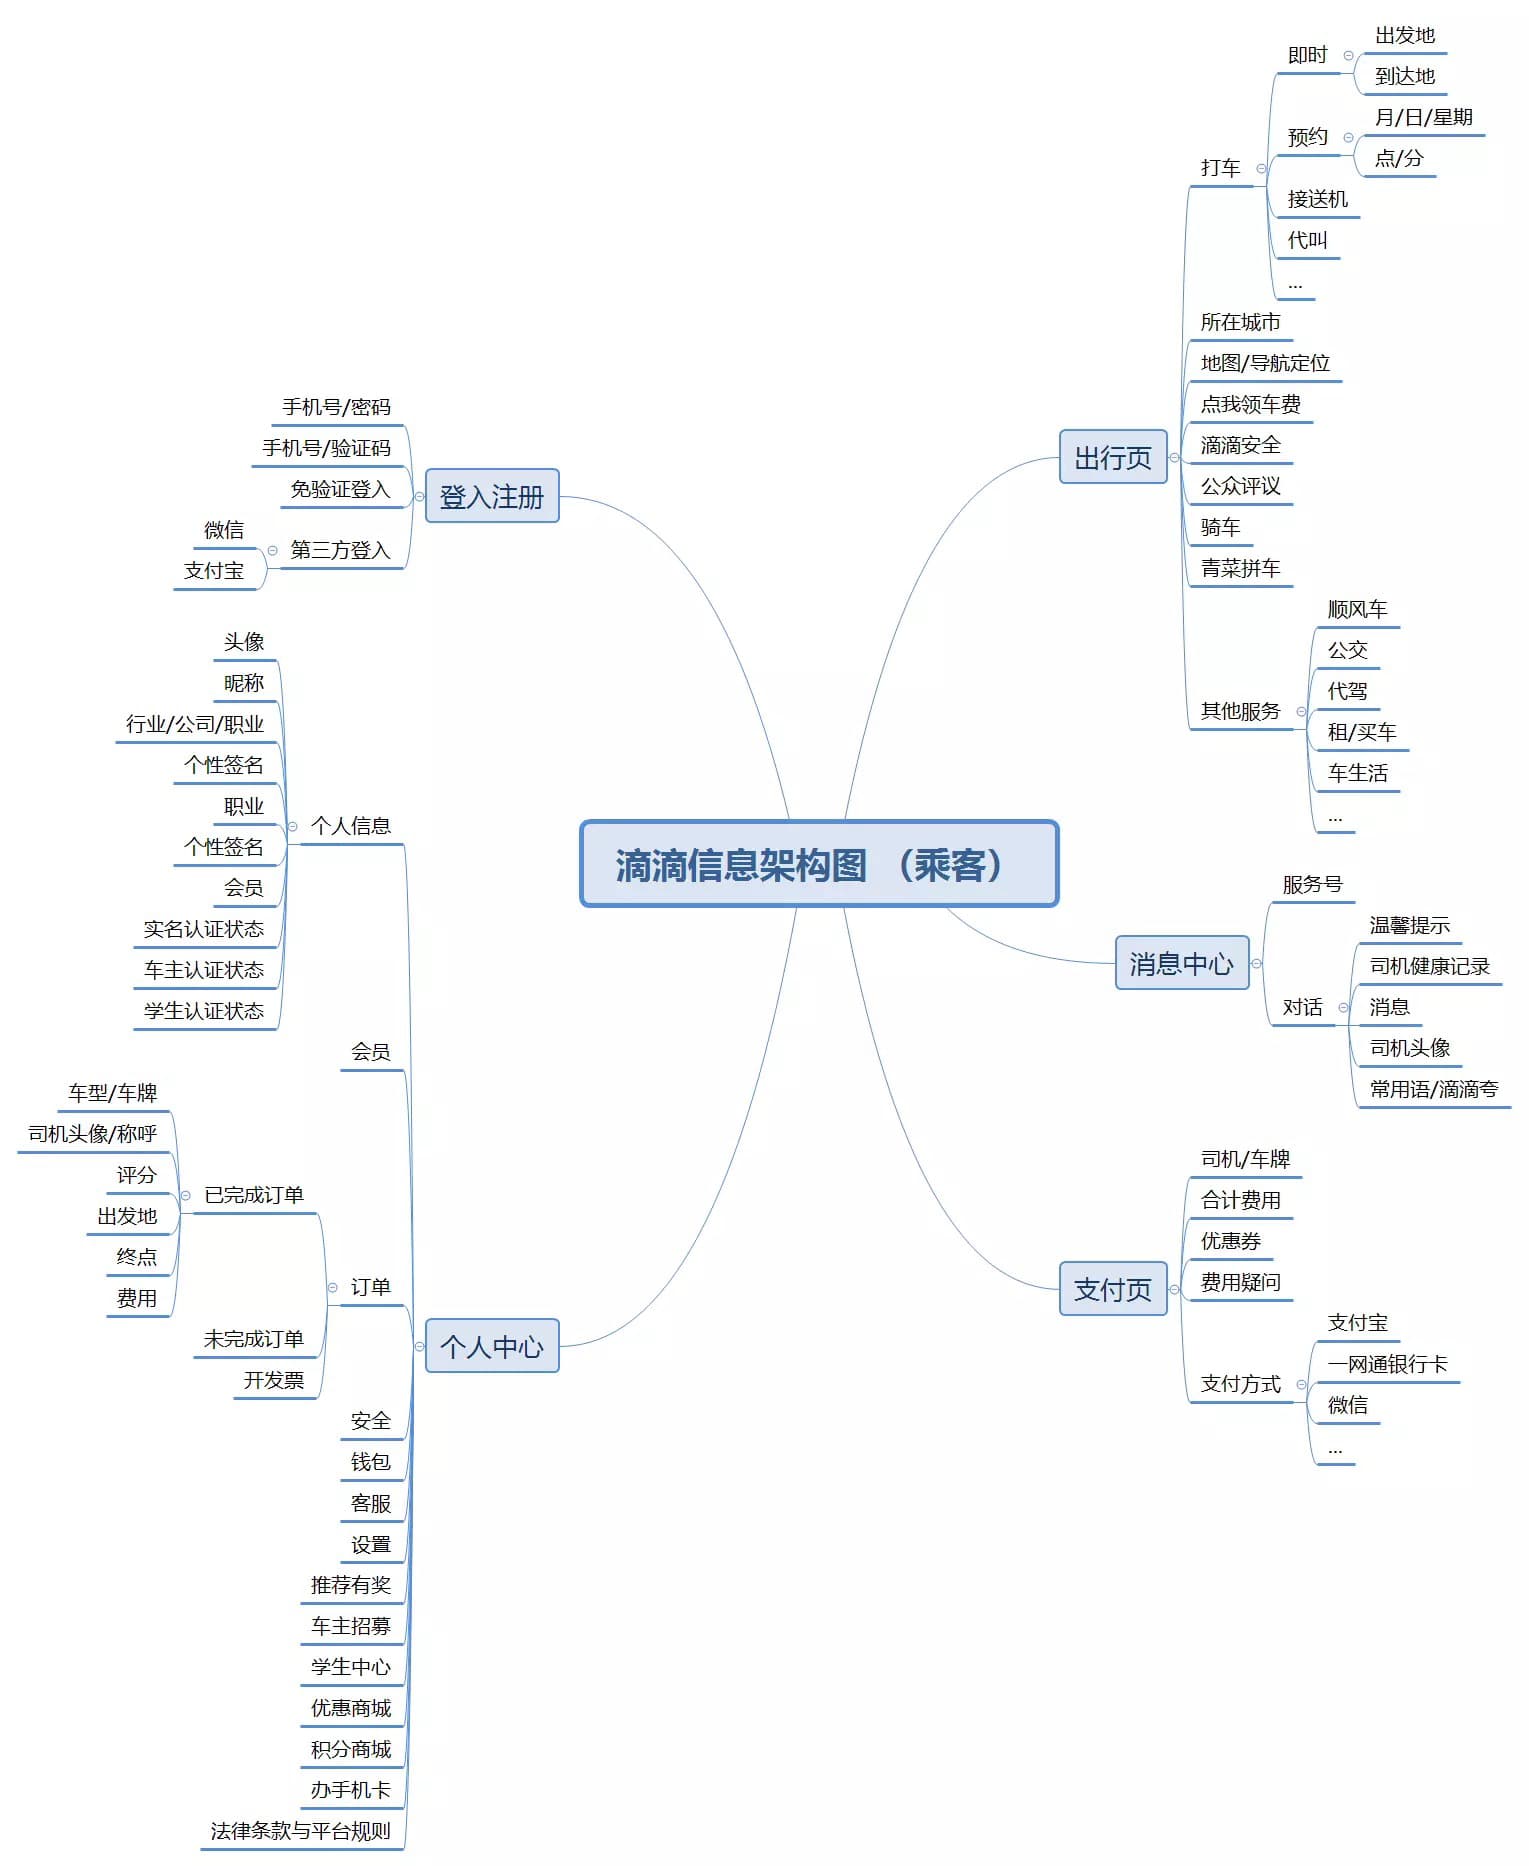 滴滴信息架构图 （乘客）
出行页
打车
即时
出发地
到达地
预约
月/日/星期
点/分
接送机
代叫
...
所在城市
地图/导航定位
点我领车费
滴滴安全
公众评议
骑车
青菜拼车
其他服务
顺风车
公交
代驾
租/买车
车生活
...
消息中心
服务号
对话
温馨提示
司机健康记录
消息
司机头像
常用语/滴滴夸
支付页
司机/车牌
合计费用
优惠券
费用疑问
支付方式
支付宝
一网通银行卡
微信
...
登入注册
手机号/密码
手机号/验证码
免验证登入
第三方登入
微信
支付宝
个人中心
个人信息
头像
昵称
行业/公司/职业
个性签名
职业
个性签名
会员
实名认证状态
车主认证状态
学生认证状态
会员
订单
已完成订单
车型/车牌
司机头像/称呼
评分
出发地
终点
费用
未完成订单
开发票
安全
钱包
客服
设置
推荐有奖
车主招募
学生中心
优惠商城
积分商城
办手机卡
法律条款与平台规则